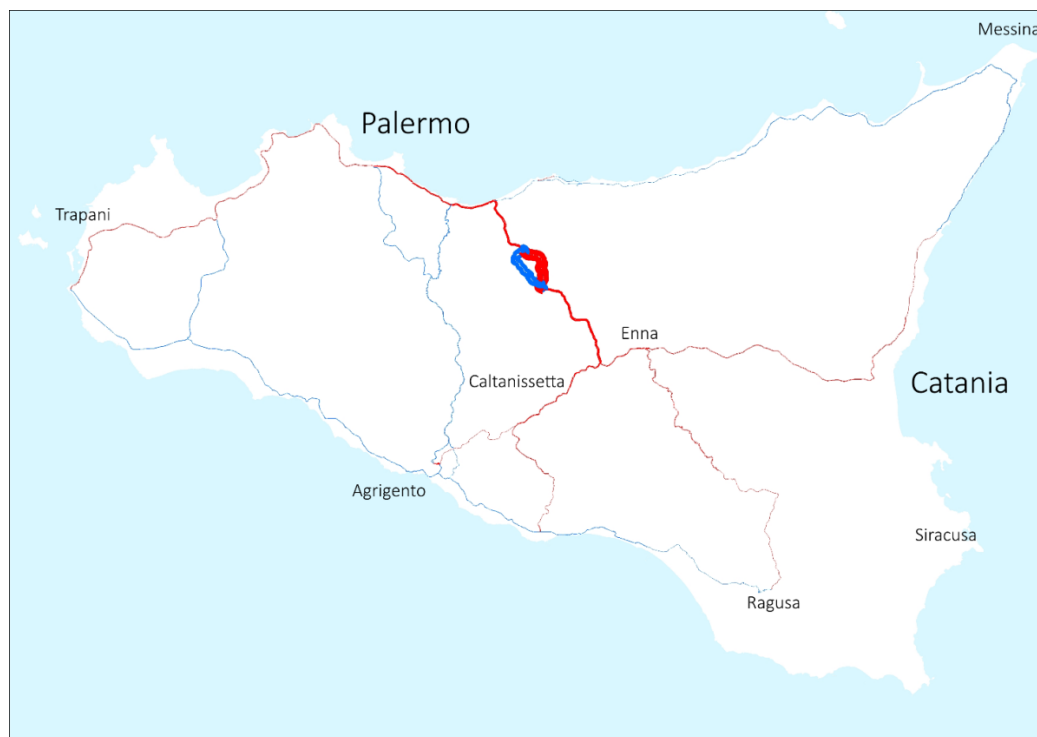 Messina
Palermo
Trapani
Enna
Caltanissetta
Catania
Agrigento
Siracusa
Ragusa